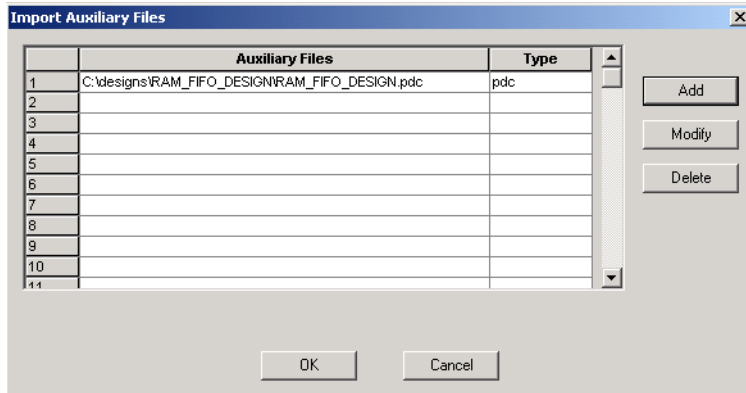 Import Auxiliary Files
Auxiliary Files Type
1 C:\designs\RAM_FIFO_DESIGN\RAM_FIFO_DESIGN.pdc pdc
2
3
4
5
6
7
8
9
10
11
Add
Modify
Delete
OK Cancel